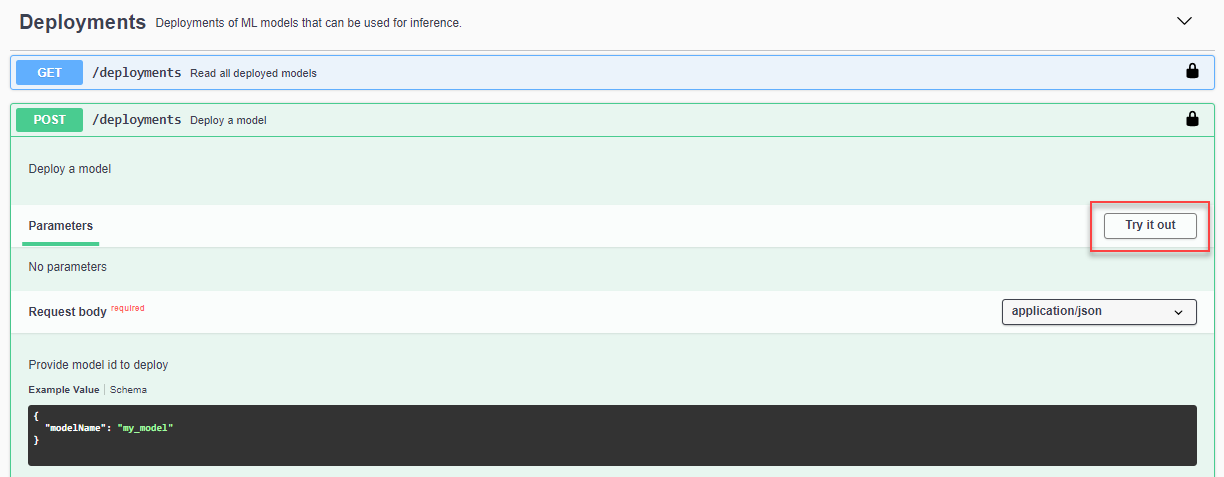 Deployments Deployments of ML models that can be used for inference.
GET /deployments Read all deployed models
POST /deployments Deploy a model
Deploy a model
Parameters Try it out
No parameters
Request body required application/json
Provide model id to deploy
Example Value Schema
{
"modelName": "my_model"
}